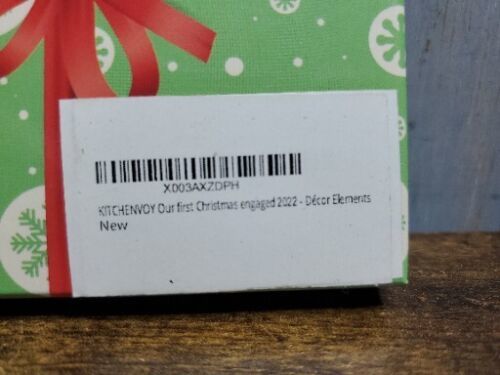 X003AXZDPH
KITCHENVOY Our first Christmas engaged 2022 - Décor Elements
New